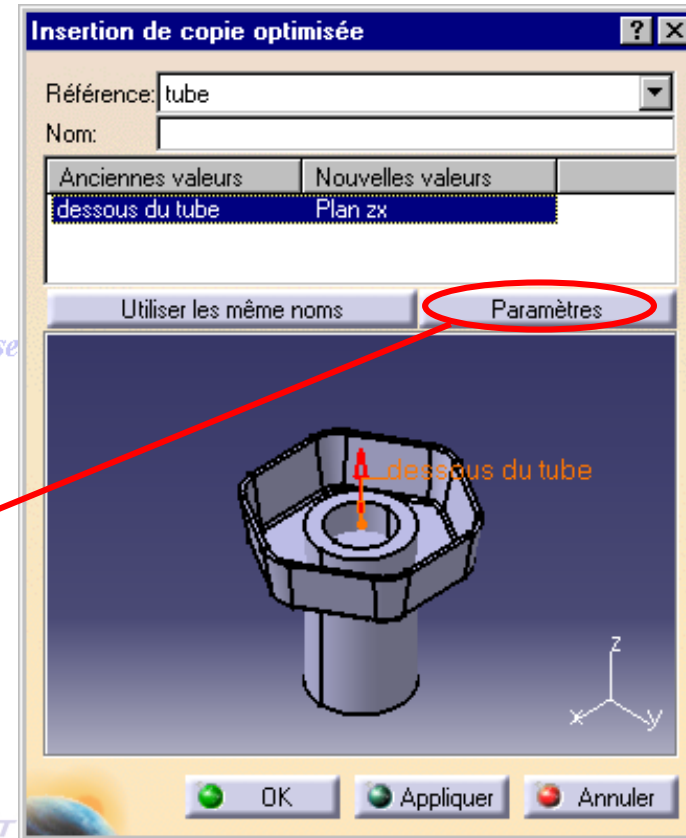 Insertion de copie optimisée
Référence: tube
Nom:
Anciennes valeurs Nouvelles valeurs
dessous du tube Plan zx
Utiliser les même noms Paramètres
se
dessous du tube
z
x y
OK Appliquer Annuler
T